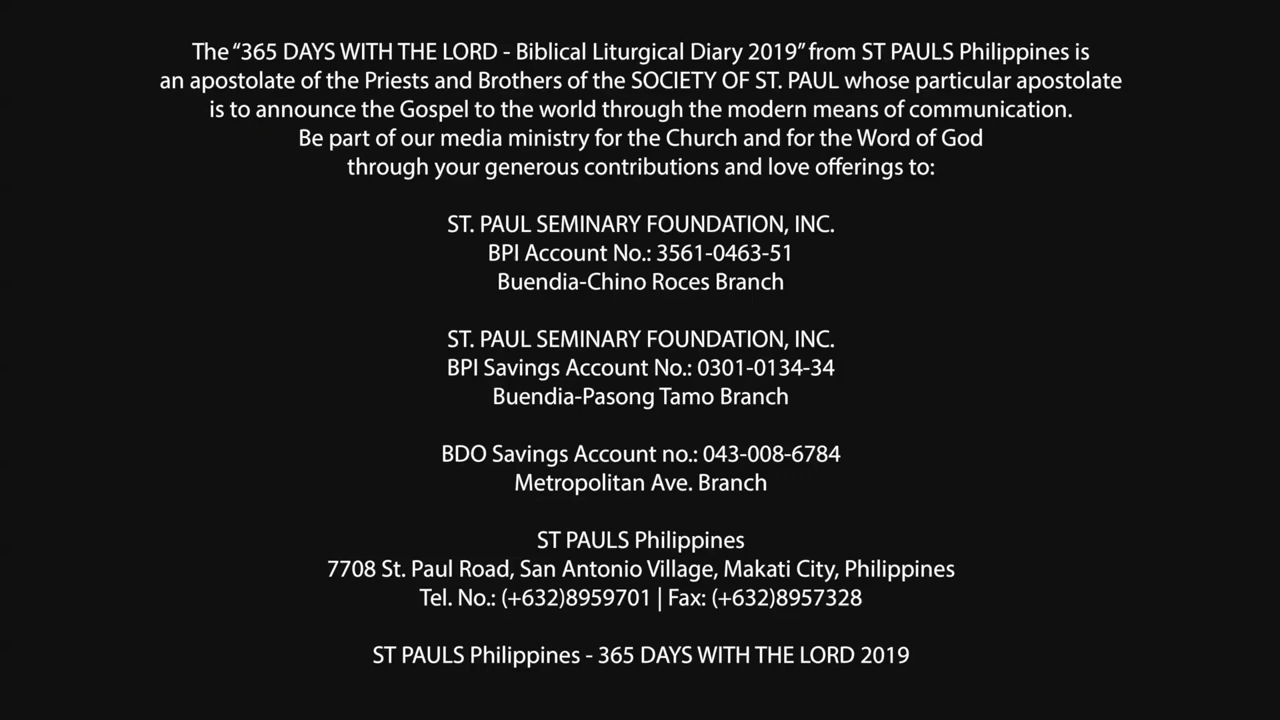 The “365 DAYS WITH THE LORD - Biblical Liturgical Diary 2019” from ST PAULS Philippines is
an apostolate of the Priests and Brothers of the SOCIETY OF ST. PAUL whose particular apostolate
is to announce the Gospel to the world through the modern means of communication.
Be part of our media ministry for the Church and for the Word of God
through your generous contributions and love offerings to:
ST. PAUL SEMINARY FOUNDATION, INC.
BPI Account No.: 3561-0463-51
Buendia-Chino Roces Branch
ST. PAUL SEMINARY FOUNDATION, INC.
BPI Savings Account No.: 0301-0134-34
Buendia-Pasong Tamo Branch
BDO Savings Account no.: 043-008-6784
Metropolitan Ave. Branch
ST PAULS Philippines
7708 St. Paul Road, San Antonio Village, Makati City, Philippines
Tel. No.: (+632)8959701 | Fax: (+632)8957328
ST PAULS Philippines - 365 DAYS WITH THE LORD 2019